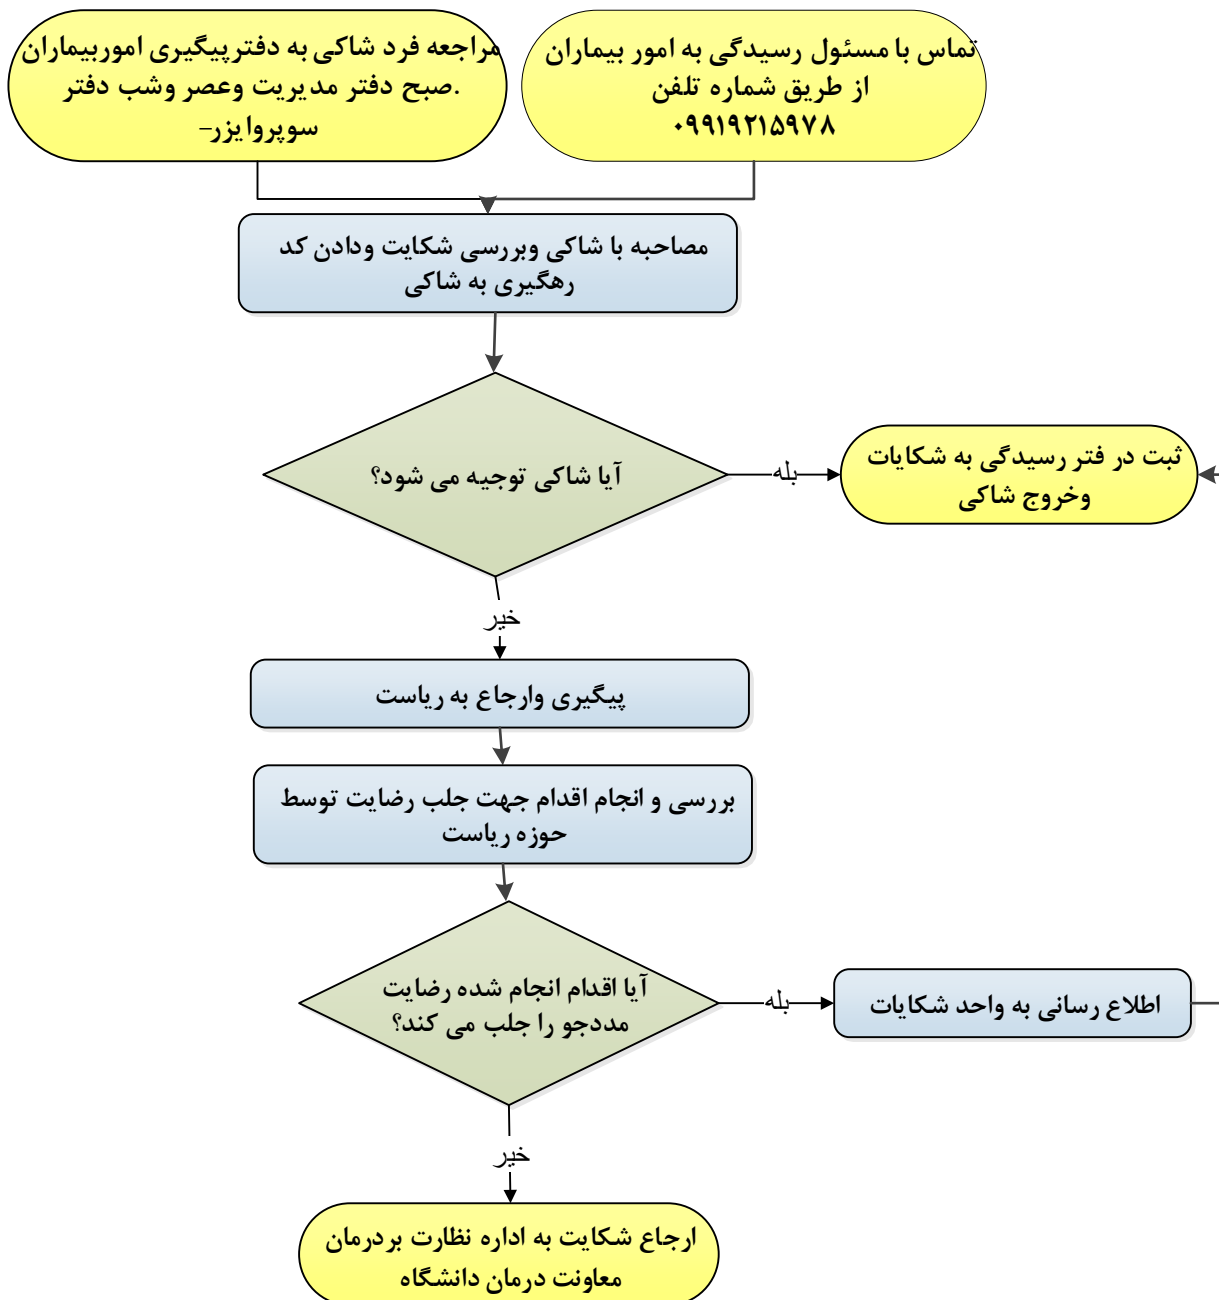 مراجعه فرد شاکی به دفترپیگیری اموربیماران
.صبح دفتر مدیریت وعصر وشب دفتر
سوپروایزر–
تماس با مسئول رسیدگی به امور بیماران
از طریق شماره تلفن
۰۹۹۱۹۲۱۵۹۷۸
مصاحبه با شاکی وبررسی شکایت ودادن کد
رهگیری به شاکی
آیا شاکی توجیه می شود؟
بله
ثبت در فتر رسیدگی به شکایات
وخروج شاکی
خیر
پیگیری وارجاع به ریاست
بررسی و انجام اقدام جهت جلب رضایت توسط
حوزه ریاست
آیا اقدام انجام شده رضایت
مددجو را جلب می کند؟
بله
اطلاع رسانی به واحد شکایات
خیر
ارجاع شکایت به اداره نظارت بردرمان
معاونت درمان دانشگاه